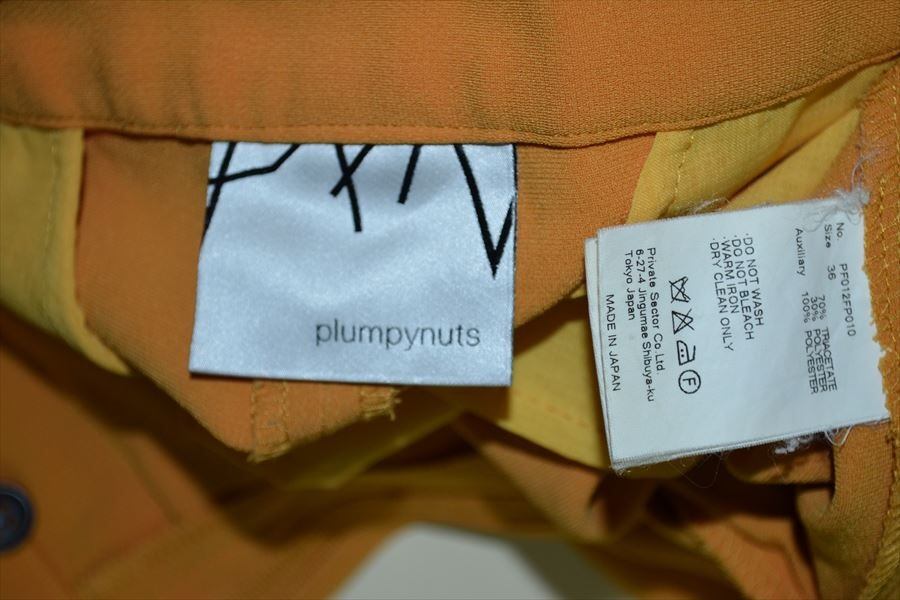 plumpynuts
No. PF012FP010
Size 36
70% TRACETATE
30% POLYESTER
Auxiliary 100% POLYESTER
·DO NOT WASH
·DO NOT BLEACH
·WARM IRON
·DRY CLEAN ONLY
F
Private Sector Co Ltd
6-27-4 Jingumae Shibuya-ku
Tokyo Japan
MADE IN JAPAN